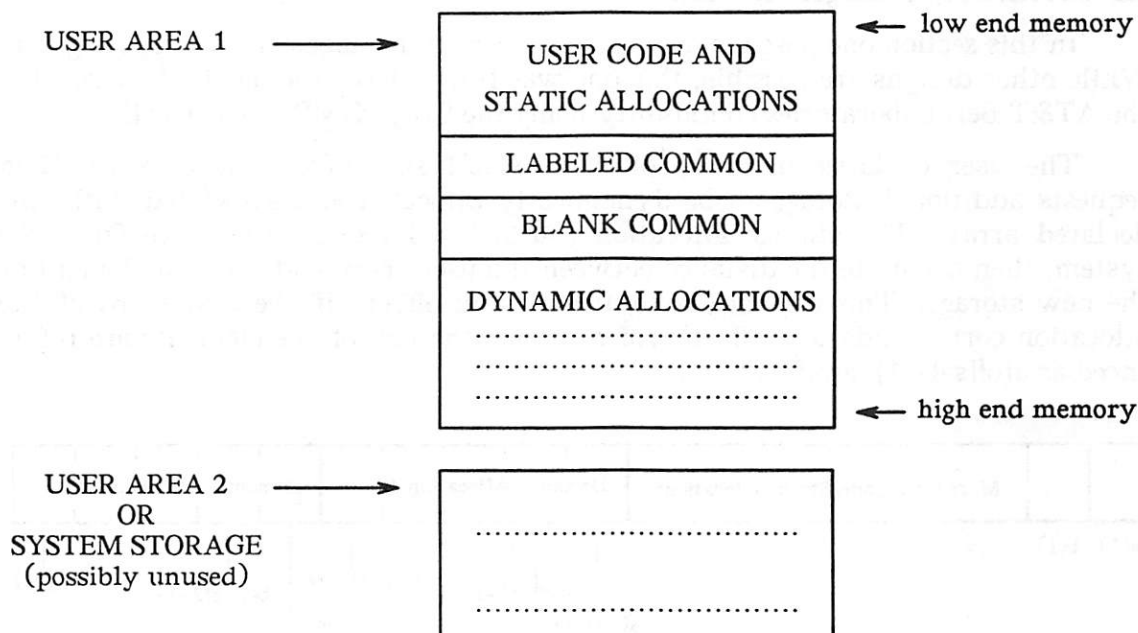 low end memory
USER AREA 1
USER CODE AND
STATIC ALLOCATIONS
LABELED COMMON
BLANK COMMON
DYNAMIC ALLOCATIONS
high end memory
USER AREA 2
OR
SYSTEM STORAGE
(possibly unused)